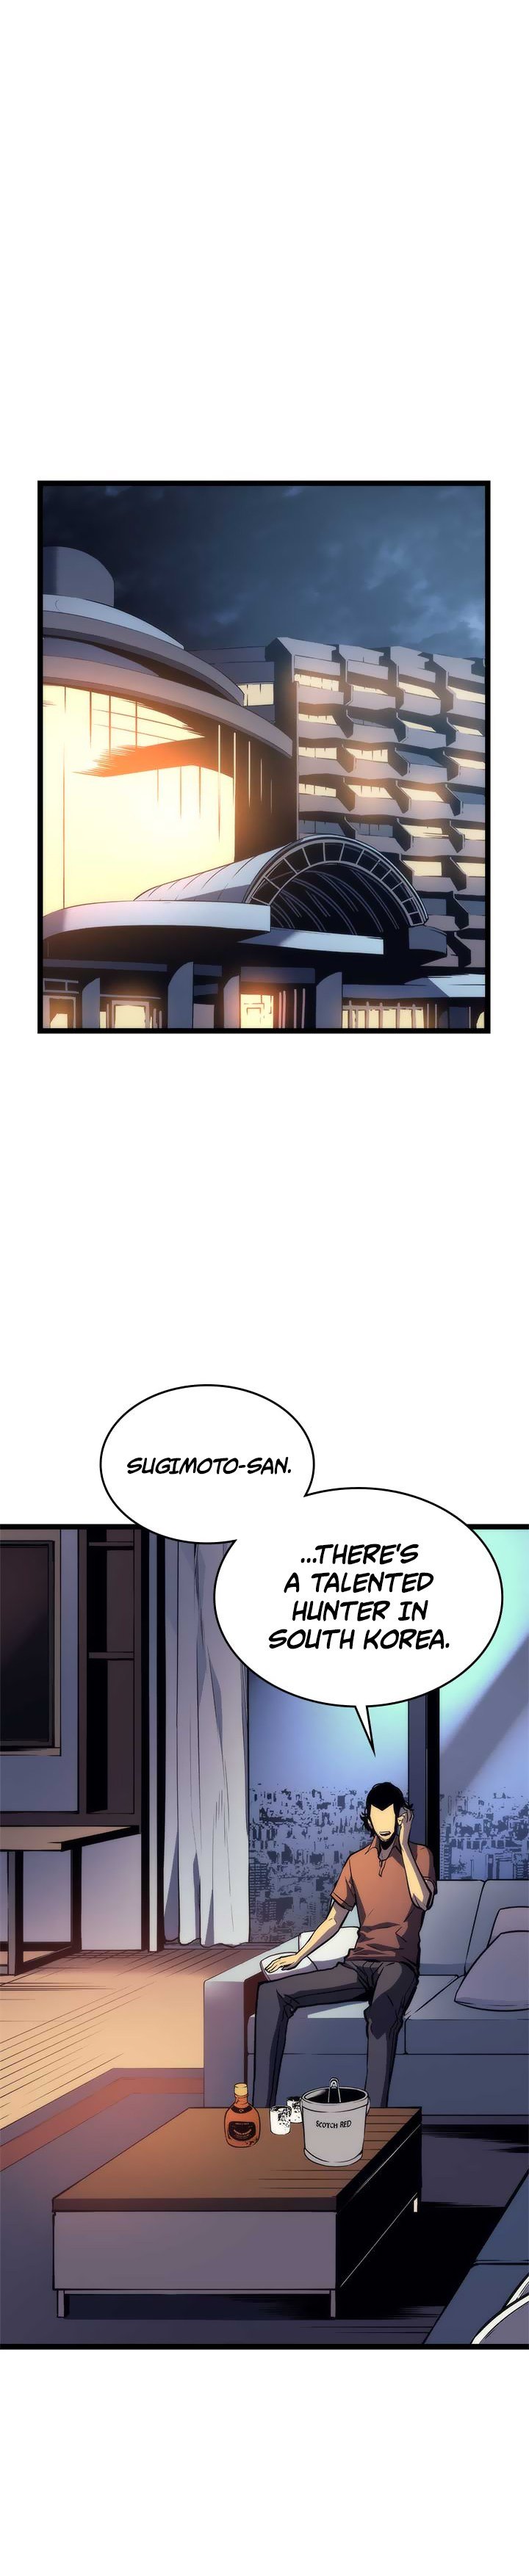 SUGIMOTO-SAN.
...THERE'S
A TALENTED
HUNTER IN
SOUTH KOREA.
SCOTCH RED